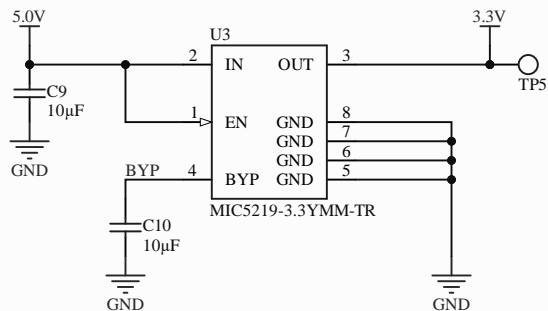 5.0V
3.3V
U3
2 IN OUT 3
TP5
C9
10µF
1 EN GND 8
GND 7
GND
GND 6
BYP 4 BYP GND 5
MIC5219-3.3YMM-TR
C10
10µF
GND
GND